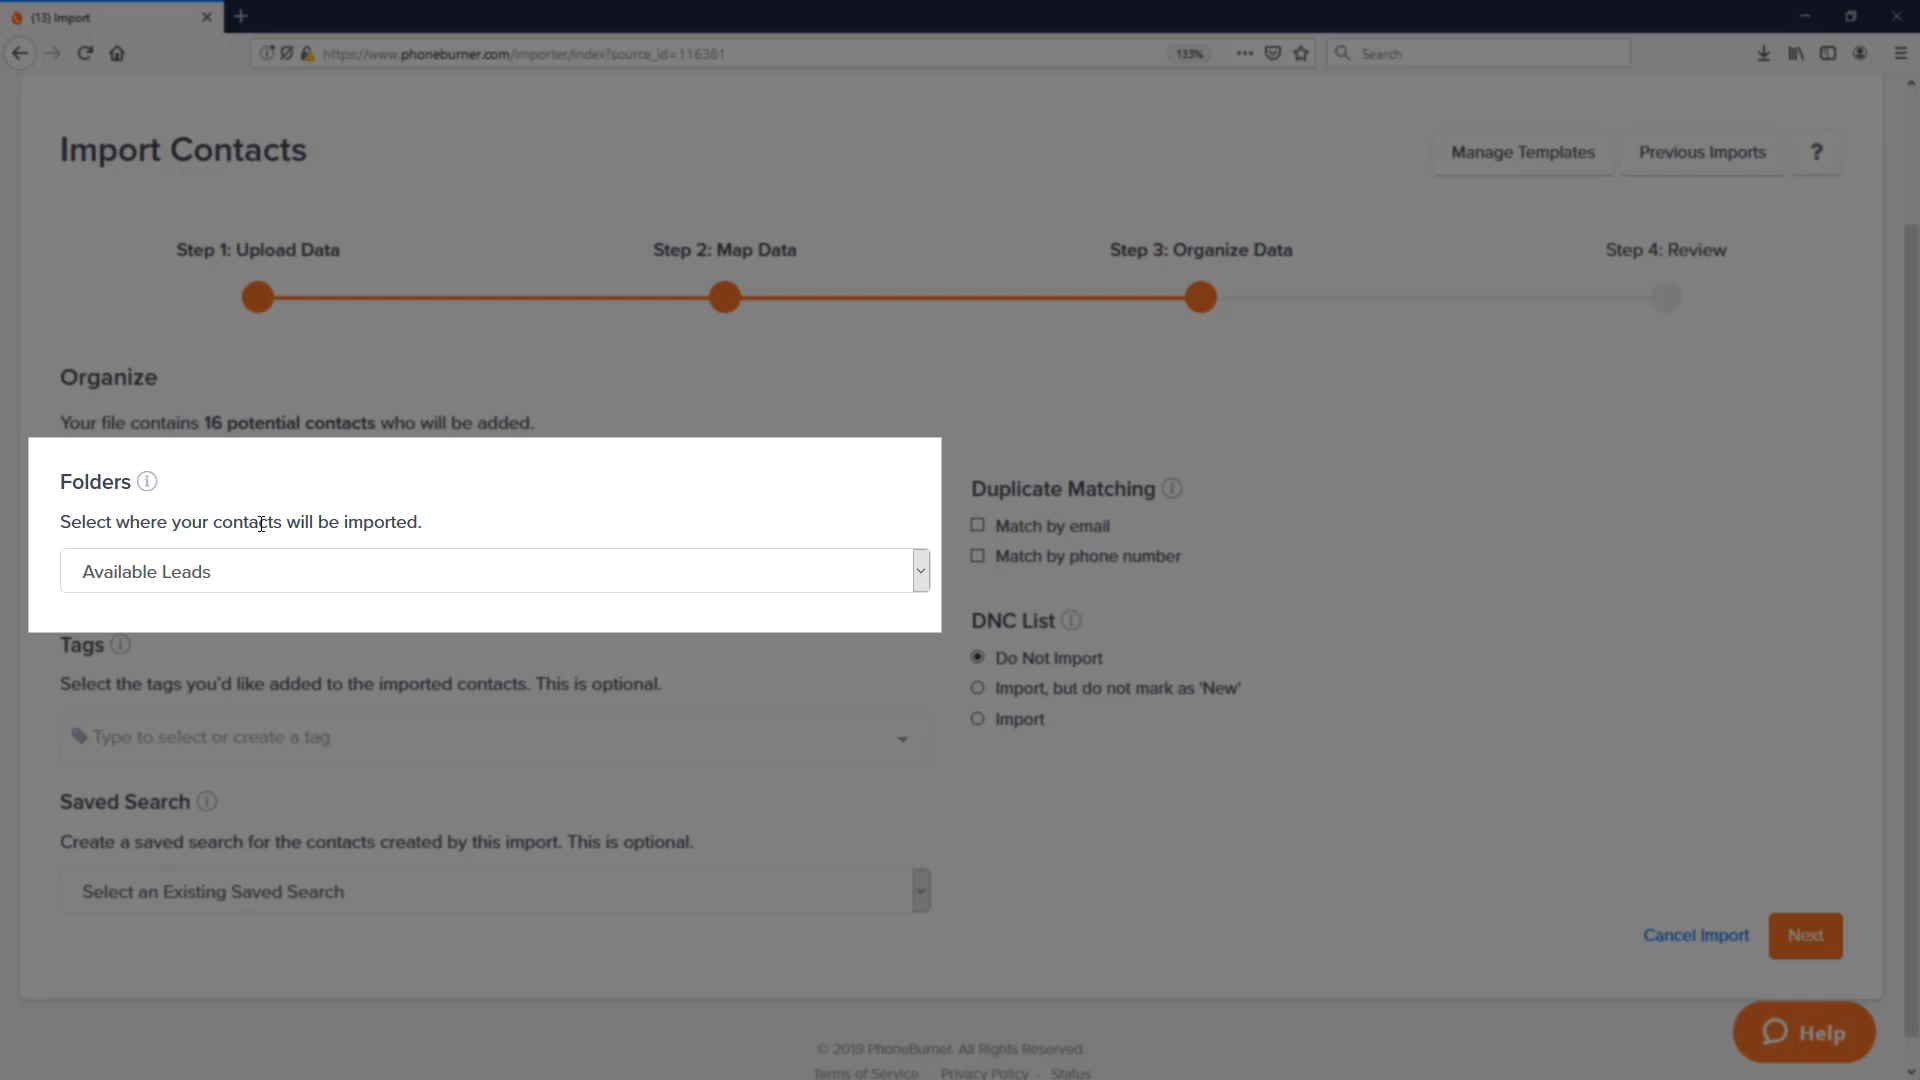 (13) Import
https://www.phoneburner.com/importer/index?source_id=116381
133%
Search
Import Contacts
Manage Templates
Previous Imports
?
Step 1: Upload Data
Step 2: Map Data
Step 3: Organize Data
Step 4: Review
Organize
Your file contains 16 potential contacts who will be added.
Folders
Select where your contacts will be imported.
Available Leads
Duplicate Matching
Match by email
Match by phone number
DNC List
Do Not Import
Import, but do not mark as 'New'
Import
Tags
Select the tags you'd like added to the imported contacts. This is optional.
Type to select or create a tag
Saved Search
Create a saved search for the contacts created by this import. This is optional.
Select an Existing Saved Search
Cancel Import
Next
Help
© 2019 PhoneBurner. All Rights Reserved.
Terms of Service - Privacy Policy - Status